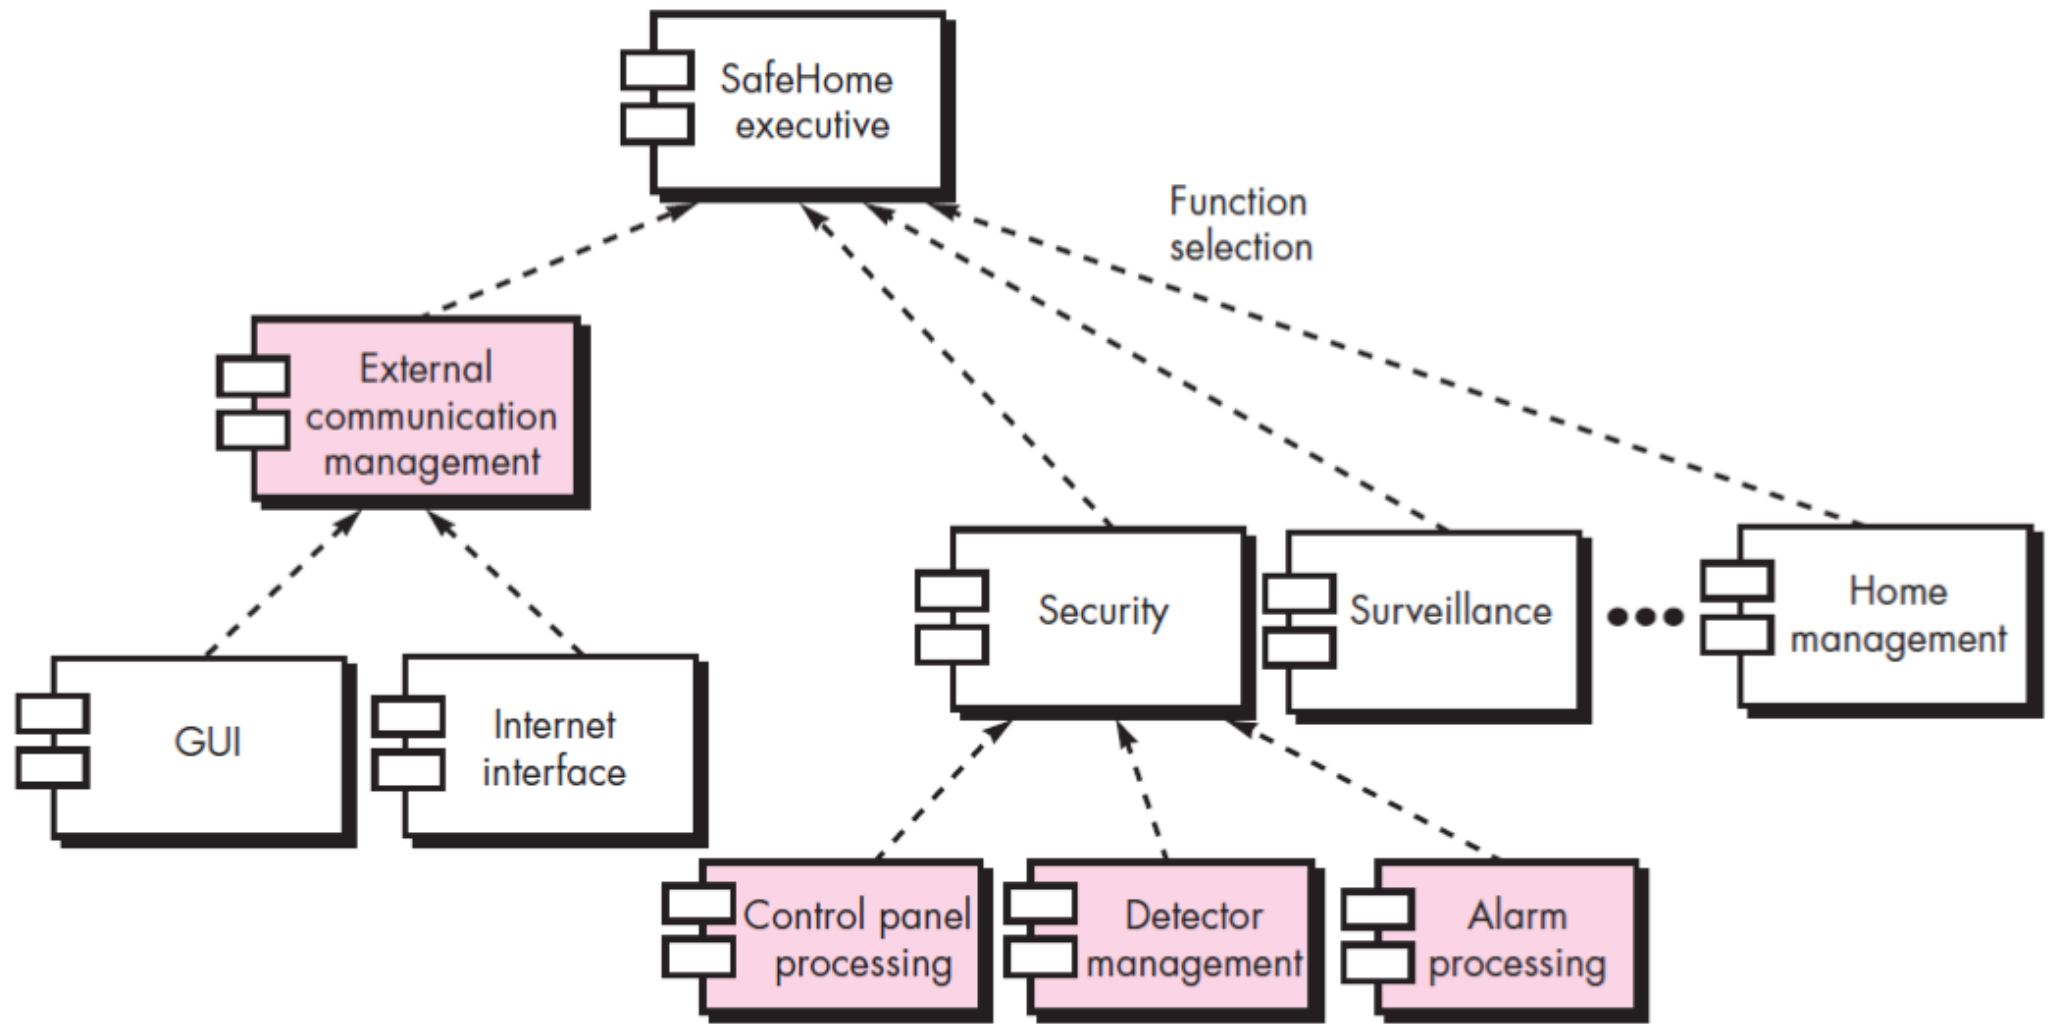 SafeHome
executive
Function
selection
External
communication
management
Security
Surveillance
Home
management
GUI
Internet
interface
Control panel
processing
Detector
management
Alarm
processing